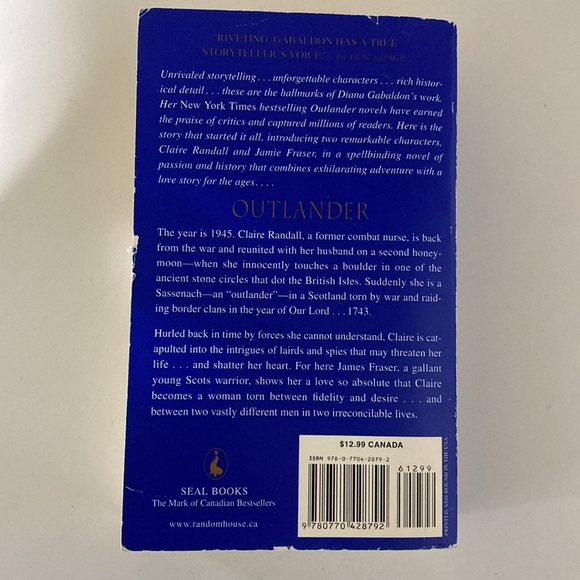 "RIVETING. GABALDON HAS A TRUE
STORYTELLER'S VOICE."
Unrivaled storytelling . . . unforgettable characters . . . rich histor-
ical detail . . . these are the hallmarks of Diana Gabaldon's work.
Her New York Times bestselling Outlander novels have earned
the praise of critics and captured millions of readers. Here is the
story that started it all, introducing two remarkable characters,
Claire Randall and Jamie Fraser, in a spellbinding novel of
passion and history that combines exhilarating adventure with a
love story for the ages. . . .
OUTLANDER
The year is 1945. Claire Randall, a former combat nurse, is back
from the war and reunited with her husband on a second honey-
moon—when she innocently touches a boulder in one of the
ancient stone circles that dot the British Isles. Suddenly she is a
Sassenach—an "outlander"—in a Scotland torn by war and raid-
ing border clans in the year of Our Lord . . . 1743.
Hurled back in time by forces she cannot understand, Claire is cat-
apulted into the intrigues of lairds and spies that may threaten her
life . . . and shatter her heart. For here James Fraser, a gallant
young Scots warrior, shows her a love so absolute that Claire
becomes a woman torn between fidelity and desire . . . and
between two vastly different men in two irreconcilable lives.
$12.99 CANADA
ISBN 978-0-7704-2879-2
61299
9780770428792
PRINTED AND BOUND IN THE USA
SEAL BOOKS
The Mark of Canadian Bestsellers
www.randomhouse.ca